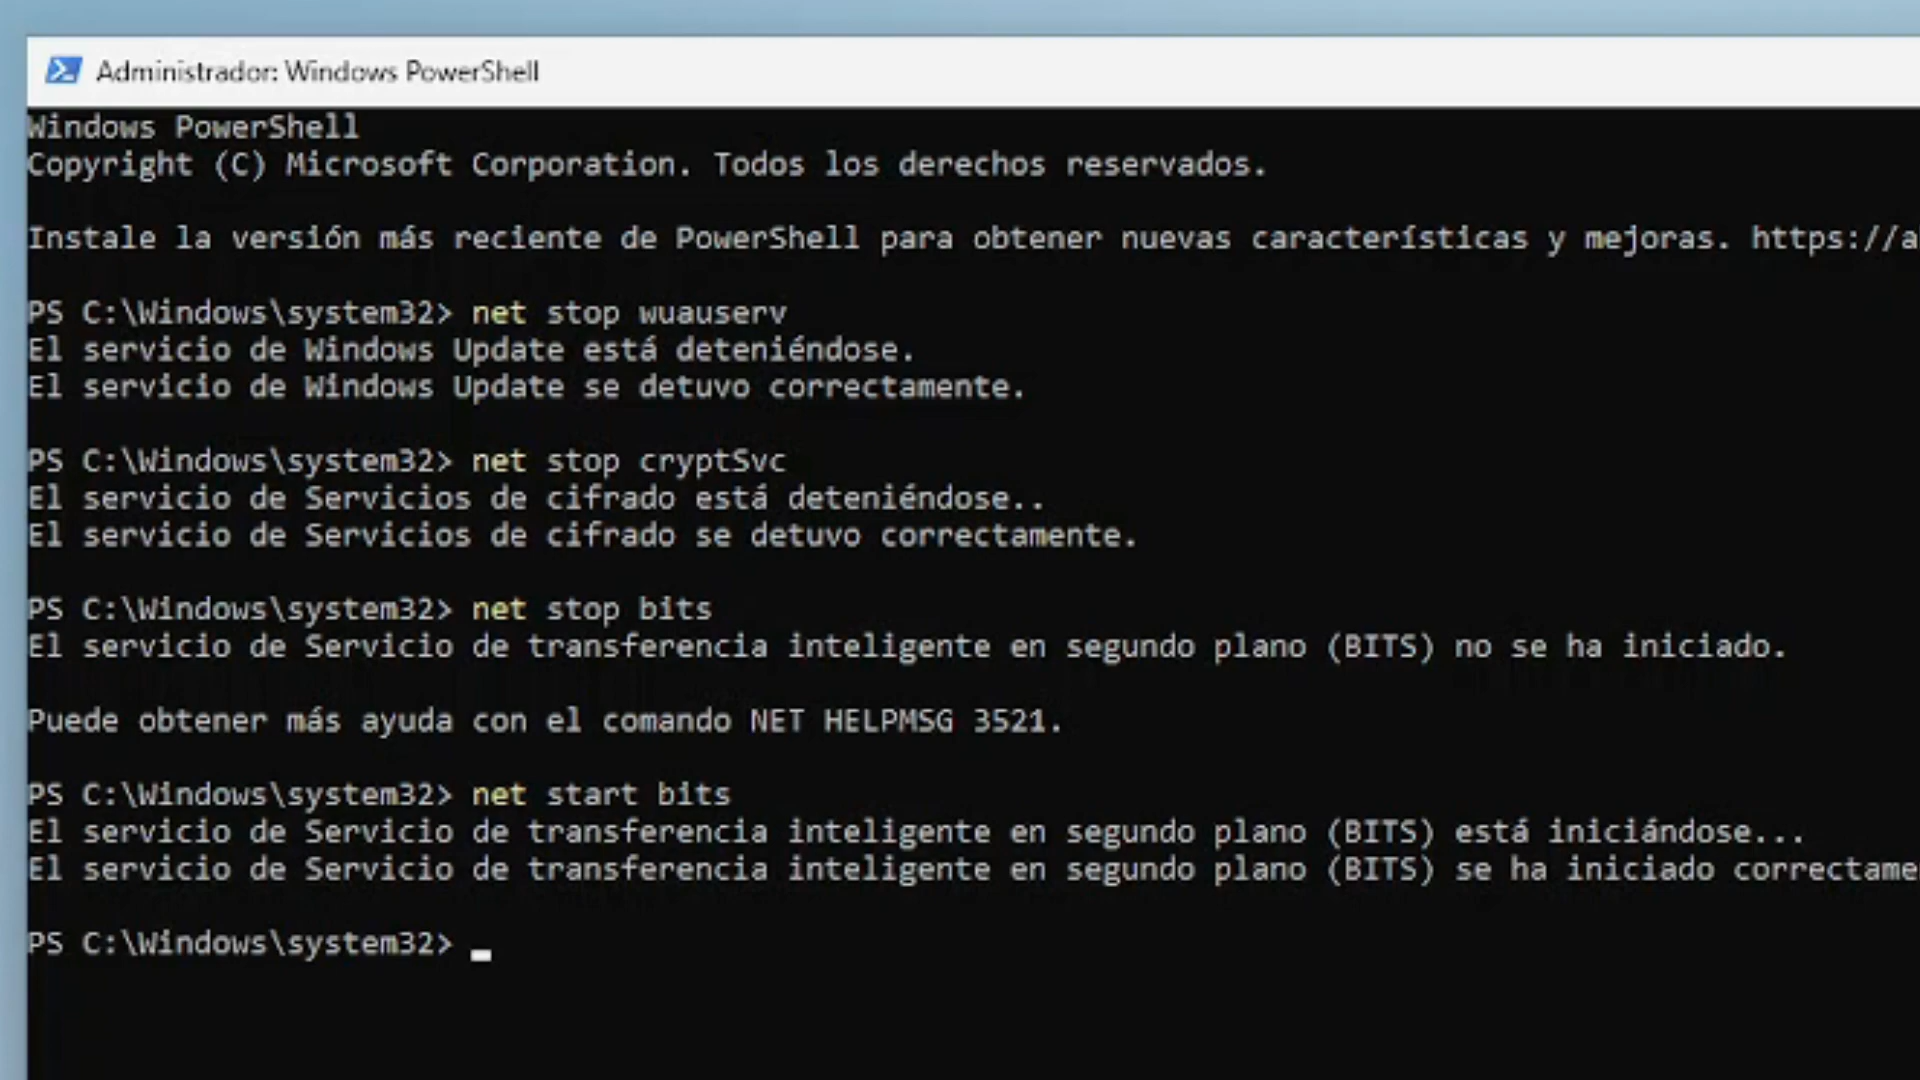 Administrador: Windows PowerShell
Windows PowerShell
Copyright (C) Microsoft Corporation. Todos los derechos reservados.
Instale la versión más reciente de PowerShell para obtener nuevas características y mejoras. https://a
PS C:\Windows\system32> net stop wuauserv
El servicio de Windows Update está deteniéndose.
El servicio de Windows Update se detuvo correctamente.
PS C:\Windows\system32> net stop cryptSvc
El servicio de Servicios de cifrado está deteniéndose..
El servicio de Servicios de cifrado se detuvo correctamente.
PS C:\Windows\system32> net stop bits
El servicio de Servicio de transferencia inteligente en segundo plano (BITS) no se ha iniciado.
Puede obtener más ayuda con el comando NET HELPMSG 3521.
PS C:\Windows\system32> net start bits
El servicio de Servicio de transferencia inteligente en segundo plano (BITS) está iniciándose...
El servicio de Servicio de transferencia inteligente en segundo plano (BITS) se ha iniciado correctame
PS C:\Windows\system32>